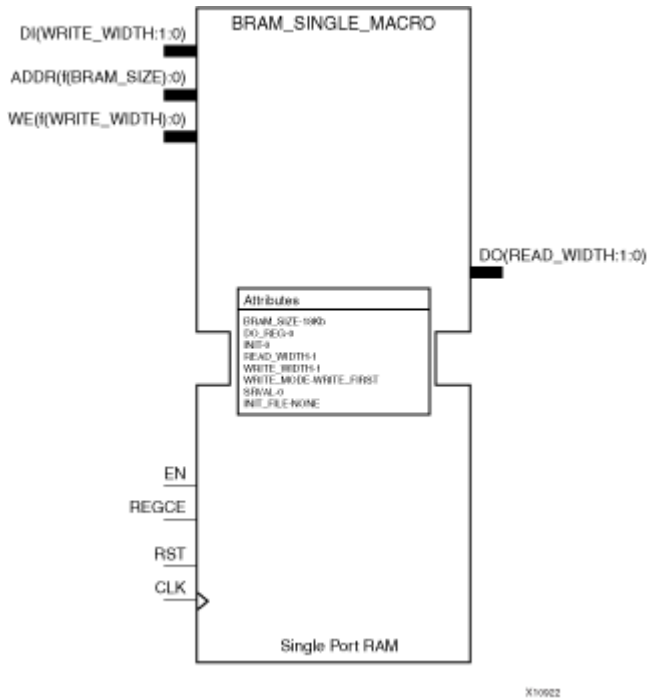 BRAM_SINGLE_MACRO
DI(WRITE_WIDTH:1:0)
ADDR(f(BRAM_SIZE):0)
WE(f(WRITE_WIDTH):0)
DO(READ_WIDTH:1:0)
Attributes
BRAM_SIZE-18Kb
DO_REG-0
INIT-0
READ_WIDTH-1
WRITE_WIDTH-1
WRITE_MODE-WRITE_FIRST
SRVAL-0
INIT_FILE-NONE
EN
REGCE
RST
CLK
Single Port RAM
X10922